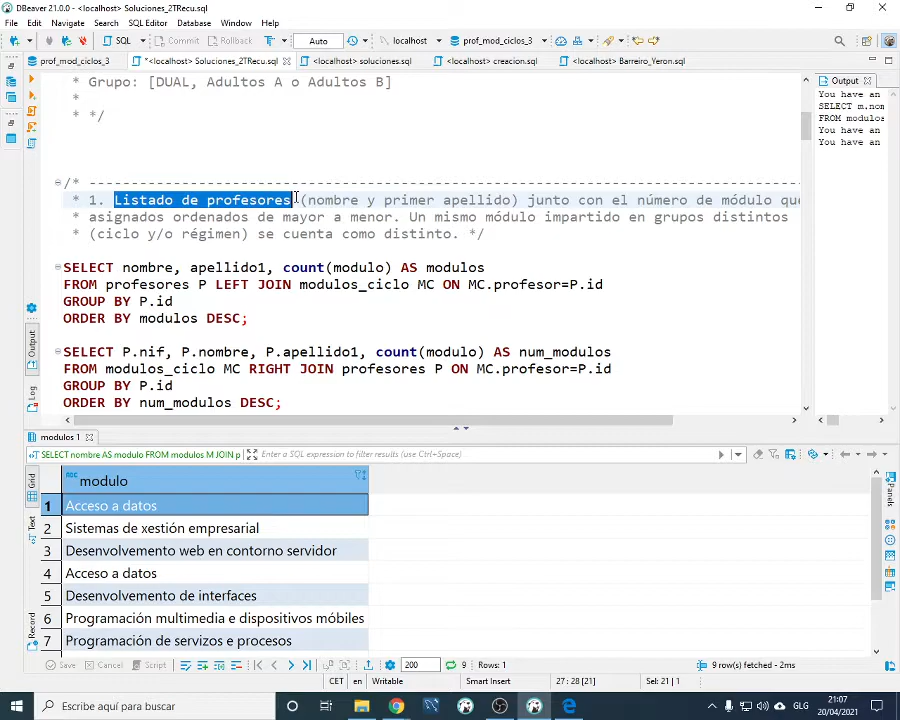 DBeaver 21.0.0 - <localhost> Soluciones_2TRecu.sql
File Edit Navigate Search SQL Editor Database Window Help
SQL Commit Rollback Auto localhost prof_mod_ciclos_3
prof_mod_ciclos_3 *<localhost> Soluciones_2TRecu.sql <localhost> soluciones.sql <localhost> creacion.sql <localhost> Barreiro_Yeron.sql
* Grupo: [DUAL, Adultos A o Adultos B]
*
* */
/* ------------------------------------------------------------------------------------
* 1. Listado de profesores (nombre y primer apellido) junto con el número de módulo que
* asignados ordenados de mayor a menor. Un mismo módulo impartido en grupos distintos
* (ciclo y/o régimen) se cuenta como distinto. */
SELECT nombre, apellido1, count(modulo) AS modulos
FROM profesores P LEFT JOIN modulos_ciclo MC ON MC.profesor=P.id
GROUP BY P.id
ORDER BY modulos DESC;
SELECT P.nif, P.nombre, P.apellido1, count(modulo) AS num_modulos
FROM modulos_ciclo MC RIGHT JOIN profesores P ON MC.profesor=P.id
GROUP BY P.id
ORDER BY num_modulos DESC;
Output
You have an
SELECT m.nom
FROM modulos
You have an
You have an
Output
Log
modulos 1
SELECT nombre AS modulo FROM modulos M JOIN p
Enter a SQL expression to filter results (use Ctrl+Space)
Grid
Text
Record
Panels
abc modulo
1 Acceso a datos
2 Sistemas de xestión empresarial
3 Desenvolvemento web en contorno servidor
4 Acceso a datos
5 Desenvolvemento de interfaces
6 Programación multimedia e dispositivos móbiles
7 Programación de servizos e procesos
Save Cancel Script 200 9 Rows: 1 9 row(s) fetched - 2ms
CET en Writable Smart Insert 27 : 28 [21] Sel: 21 | 1
Escribe aquí para buscar
GLG
21:07
20/04/2021